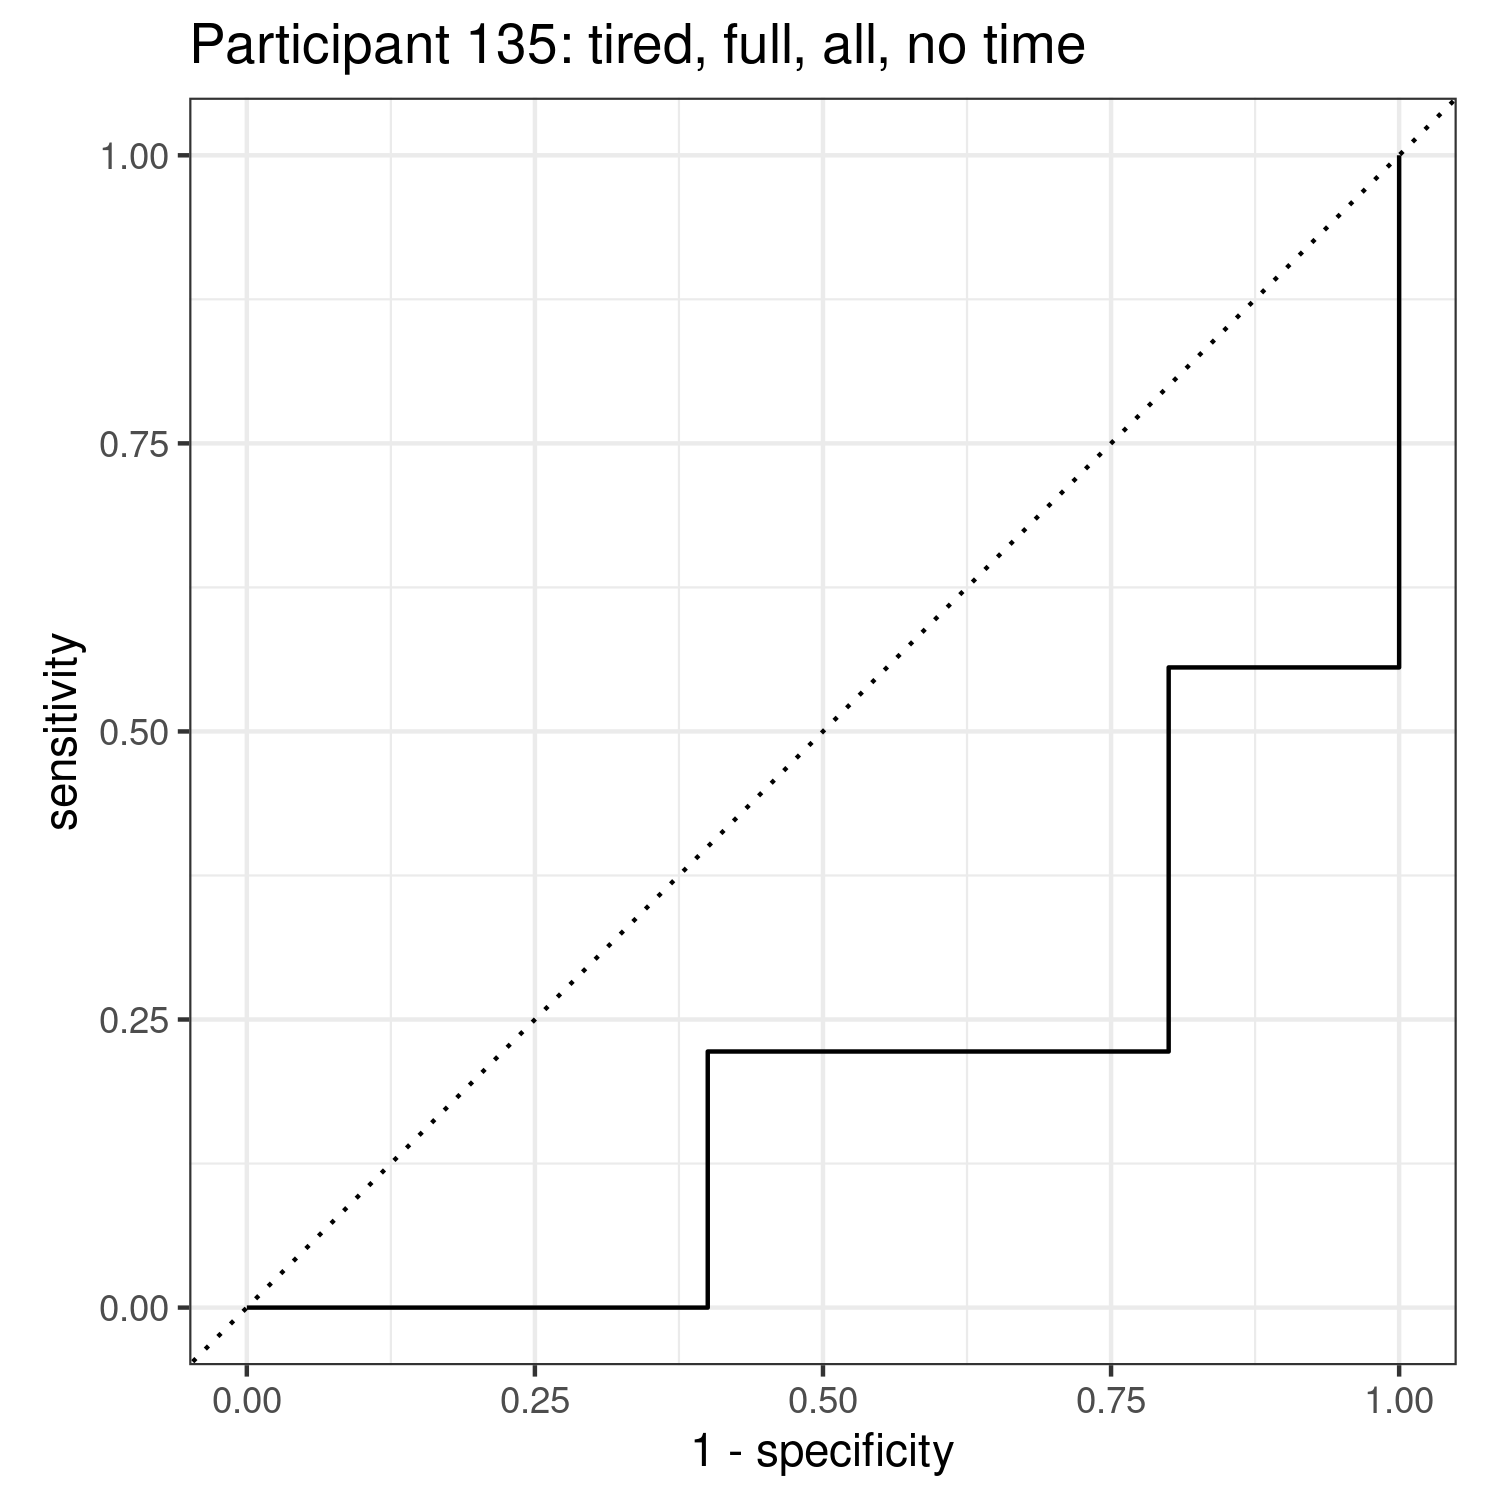 Participant 135: tired, full, all, no time
1.00
0.75
0.50
0.25
0.00
sensitivity
0.00 0.25 0.50 0.75 1.00
1 - specificity